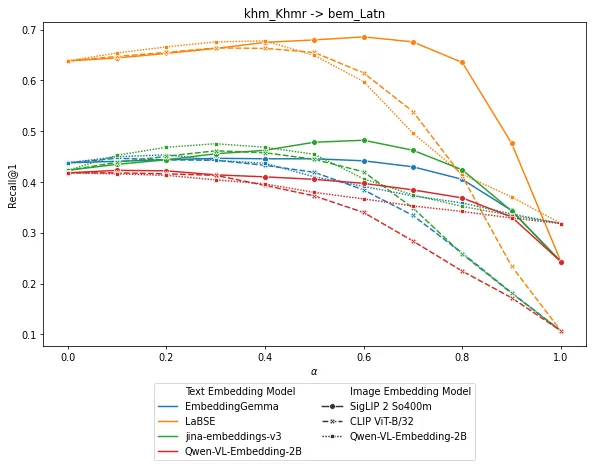 khm_Khmr -> bem_Latn
Recall@1
0.7
0.6
0.5
0.4
0.3
0.2
0.1
0.0 0.2 0.4 0.6 0.8 1.0
α
Text Embedding Model Image Embedding Model
EmbeddingGemma SigLIP 2 So400m
LaBSE CLIP ViT-B/32
jina-embeddings-v3 Qwen-VL-Embedding-2B
Qwen-VL-Embedding-2B